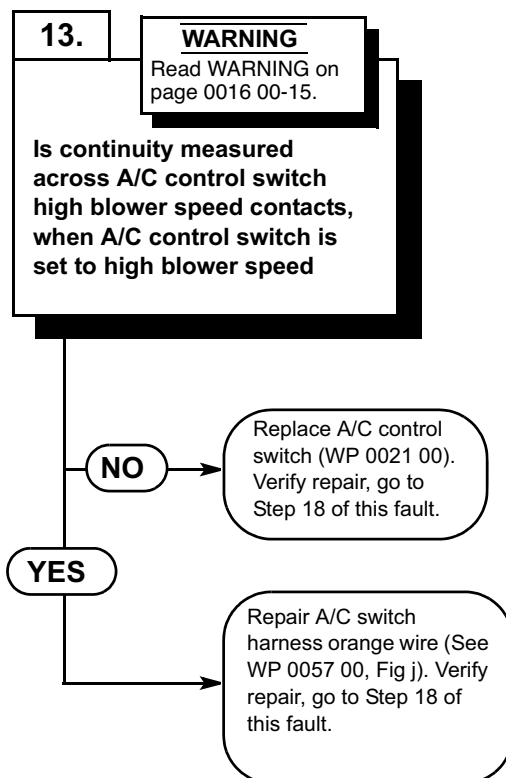 13.
WARNING
Read WARNING on
page 0016 00-15.
Is continuity measured
across A/C control switch
high blower speed contacts,
when A/C control switch is
set to high blower speed
NO
Replace A/C control
switch (WP 0021 00).
Verify repair, go to
Step 18 of this fault.
YES
Repair A/C switch
harness orange wire (See
WP 0057 00, Fig j). Verify
repair, go to Step 18 of
this fault.